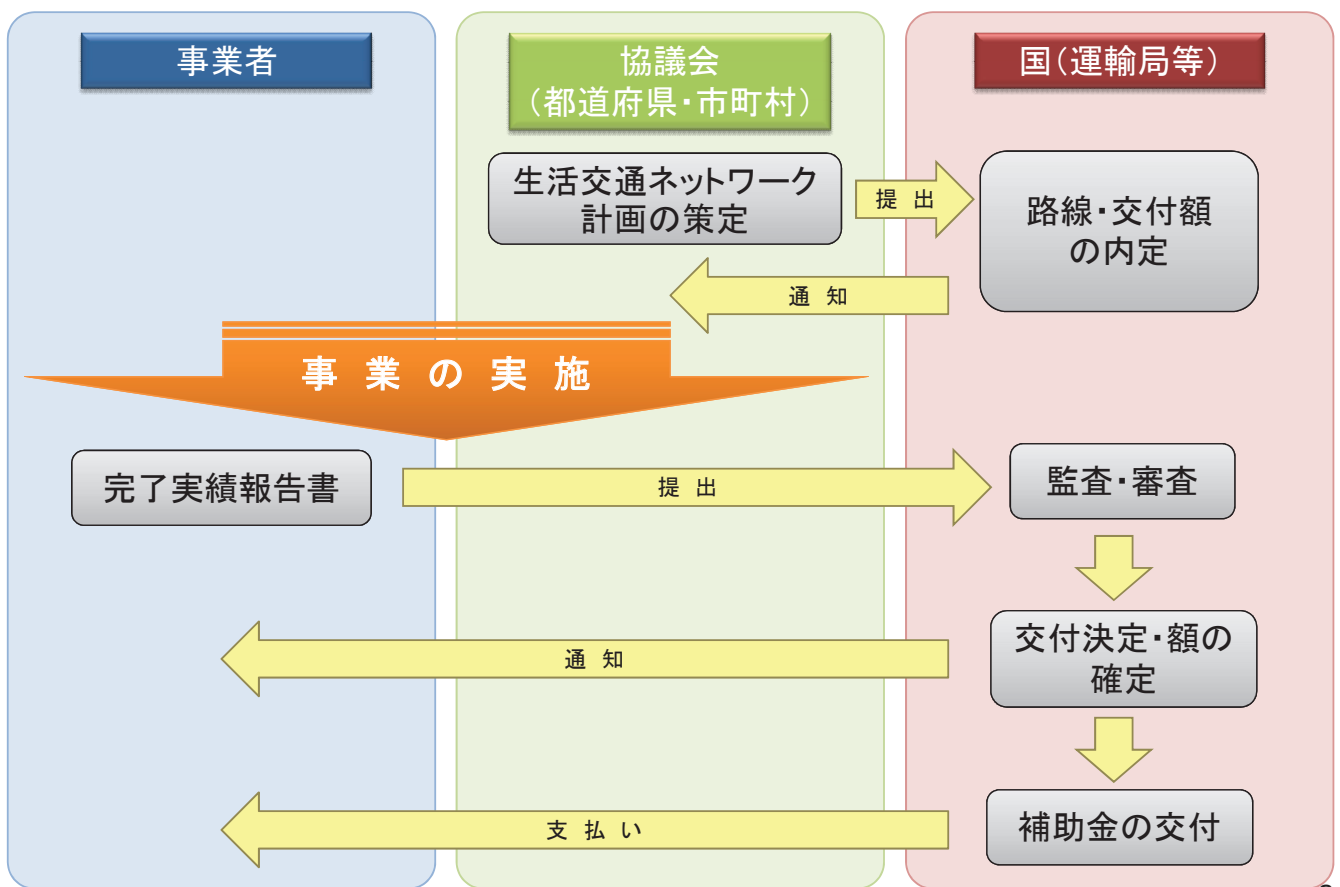 事業者
協議会
（都道府県・市町村）
国（運輸局等）
生活交通ネットワーク
計画の策定
提 出
路線・交付額
の内定
通 知
事 業 の 実 施
完了実績報告書
提 出
監査・審査
通 知
交付決定・額の
確定
支 払 い
補助金の交付